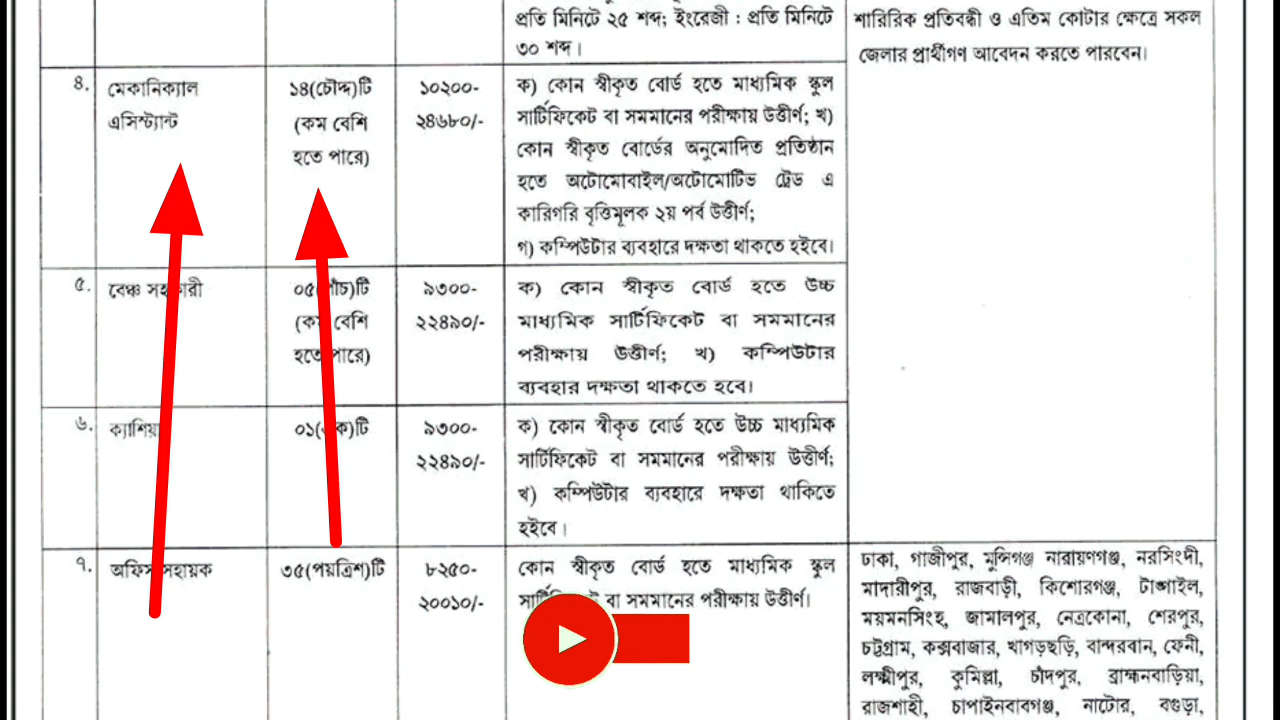 প্রতি মিনিটে ২৫ শব্দ; ইংরেজী : প্রতি মিনিটে
৩০ শব্দ।
শারিরিক প্রতিবন্ধী ও এতিম কোটার ক্ষেত্রে সকল
জেলার প্রার্থীগণ আবেদন করতে পারবেন।
৪.
মেকানিক্যাল
এসিস্ট্যান্ট
১৪(চৌদ্দ)টি
(কম বেশি
হতে পারে)
১০২০০-
২৪৬৮০/-
ক) কোন স্বীকৃত বোর্ড হতে মাধ্যমিক স্কুল
সার্টিফিকেট বা সমমানের পরীক্ষায় উত্তীর্ণ; খ)
কোন স্বীকৃত বোর্ডের অনুমোদিত প্রতিষ্ঠান
হতে অটোমোবাইল/অটোমোটিভ ট্রেড এ
কারিগরি বৃত্তিমূলক ২য় পর্ব উত্তীর্ণ;
গ) কম্পিউটার ব্যবহারে দক্ষতা থাকতে হইবে।
৫.
বেঞ্চ সহকারী
০৫(পাঁচ)টি
(কম বেশি
হতে পারে)
৯৩০০-
২২৪৯০/-
ক) কোন স্বীকৃত বোর্ড হতে উচ্চ
মাধ্যমিক সার্টিফিকেট বা সমমানের
পরীক্ষায় উত্তীর্ণ; খ) কম্পিউটার
ব্যবহার দক্ষতা থাকতে হবে।
৬.
ক্যাশিয়ার
০১(এক)টি
৯৩০০-
২২৪৯০/-
ক) কোন স্বীকৃত বোর্ড হতে উচ্চ মাধ্যমিক
সার্টিফিকেট বা সমমানের পরীক্ষায় উত্তীর্ণ;
খ) কম্পিউটার ব্যবহারে দক্ষতা থাকিতে
হইবে।
৭.
অফিস সহায়ক
৩৫(পয়ত্রিশ)টি
৮২৫০-
২০০১০/-
কোন স্বীকৃত বোর্ড হতে মাধ্যমিক স্কুল
সার্টিফিকেট বা সমমানের পরীক্ষায় উত্তীর্ণ।
ঢাকা, গাজীপুর, মুন্সিগঞ্জ নারায়ণগঞ্জ, নরসিংদী,
মাদারীপুর, রাজবাড়ী, কিশোরগঞ্জ, টাঙ্গাইল,
ময়মনসিংহ, জামালপুর, নেত্রকোনা, শেরপুর,
চট্টগ্রাম, কক্সবাজার, খাগড়ছড়ি, বান্দরবান, ফেনী,
লক্ষ্মীপুর, কুমিল্লা, চাঁদপুর, ব্রাহ্মনবাড়িয়া,
রাজশাহী, চাপাইনবাবগঞ্জ, নাটোর, বগুড়া,